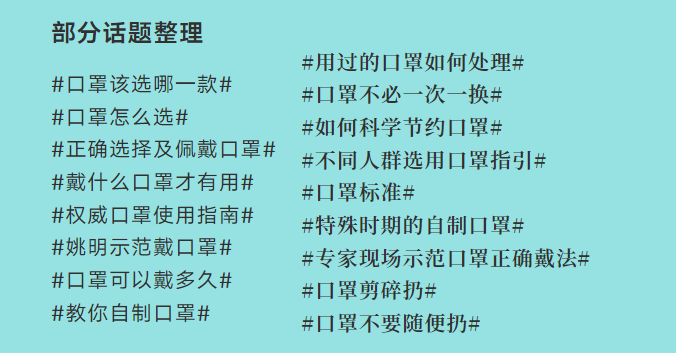 部分话题整理
#口罩该选哪一款#
#口罩怎么选#
#正确选择及佩戴口罩#
#戴什么口罩才有用#
#权威口罩使用指南#
#姚明示范戴口罩#
#口罩可以戴多久#
#教你自制口罩#
#用过的口罩如何处理#
#口罩不必一次一换#
#如何科学节约口罩#
#不同人群选用口罩指引#
#口罩标准#
#特殊时期的自制口罩#
#专家现场示范口罩正确戴法#
#口罩剪碎扔#
#口罩不要随便扔#